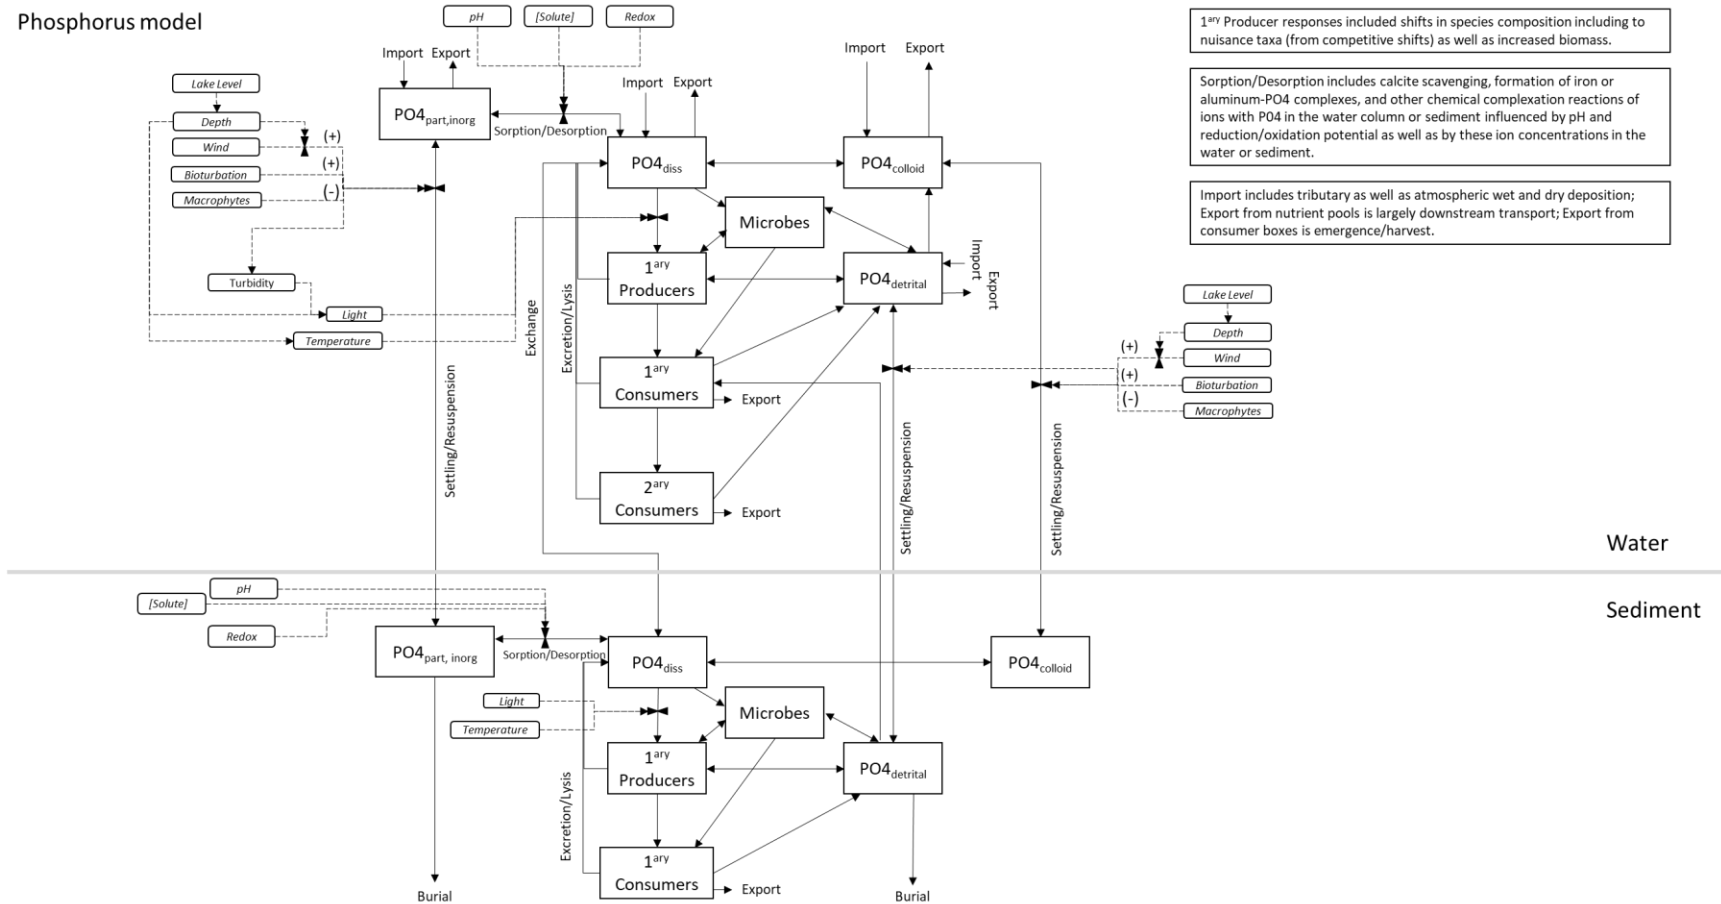 Phosphorus model
pH
[Solute]
Redox
Import
Export
Import
Export
Import
Export
Lake Level
Depth
Wind
Bioturbation
Macrophytes
(+)
(+)
(-)
Turbidity
Light
Temperature
PO4part,inorg
Sorption/Desorption
PO4diss
PO4colloid
Microbes
1ary
Producers
PO4detrital
Import
Export
Exchange
Excretion/Lysis
1ary
Consumers
Export
2ary
Consumers
Export
Settling/Resuspension
Settling/Resuspension
Settling/Resuspension
1ary Producer responses included shifts in species composition including to
nuisance taxa (from competitive shifts) as well as increased biomass.
Sorption/Desorption includes calcite scavenging, formation of iron or
aluminum-PO4 complexes, and other chemical complexation reactions of
ions with P04 in the water column or sediment influenced by pH and
reduction/oxidation potential as well as by these ion concentrations in the
water or sediment.
Import includes tributary as well as atmospheric wet and dry deposition;
Export from nutrient pools is largely downstream transport; Export from
consumer boxes is emergence/harvest.
Lake Level
Depth
Wind
Bioturbation
Macrophytes
(+)
(+)
(-)
Water
Sediment
pH
[Solute]
Redox
PO4part, inorg
Sorption/Desorption
PO4diss
PO4colloid
Light
Temperature
Microbes
1ary
Producers
PO4detrital
Excretion/Lysis
1ary
Consumers
Export
Burial
Burial